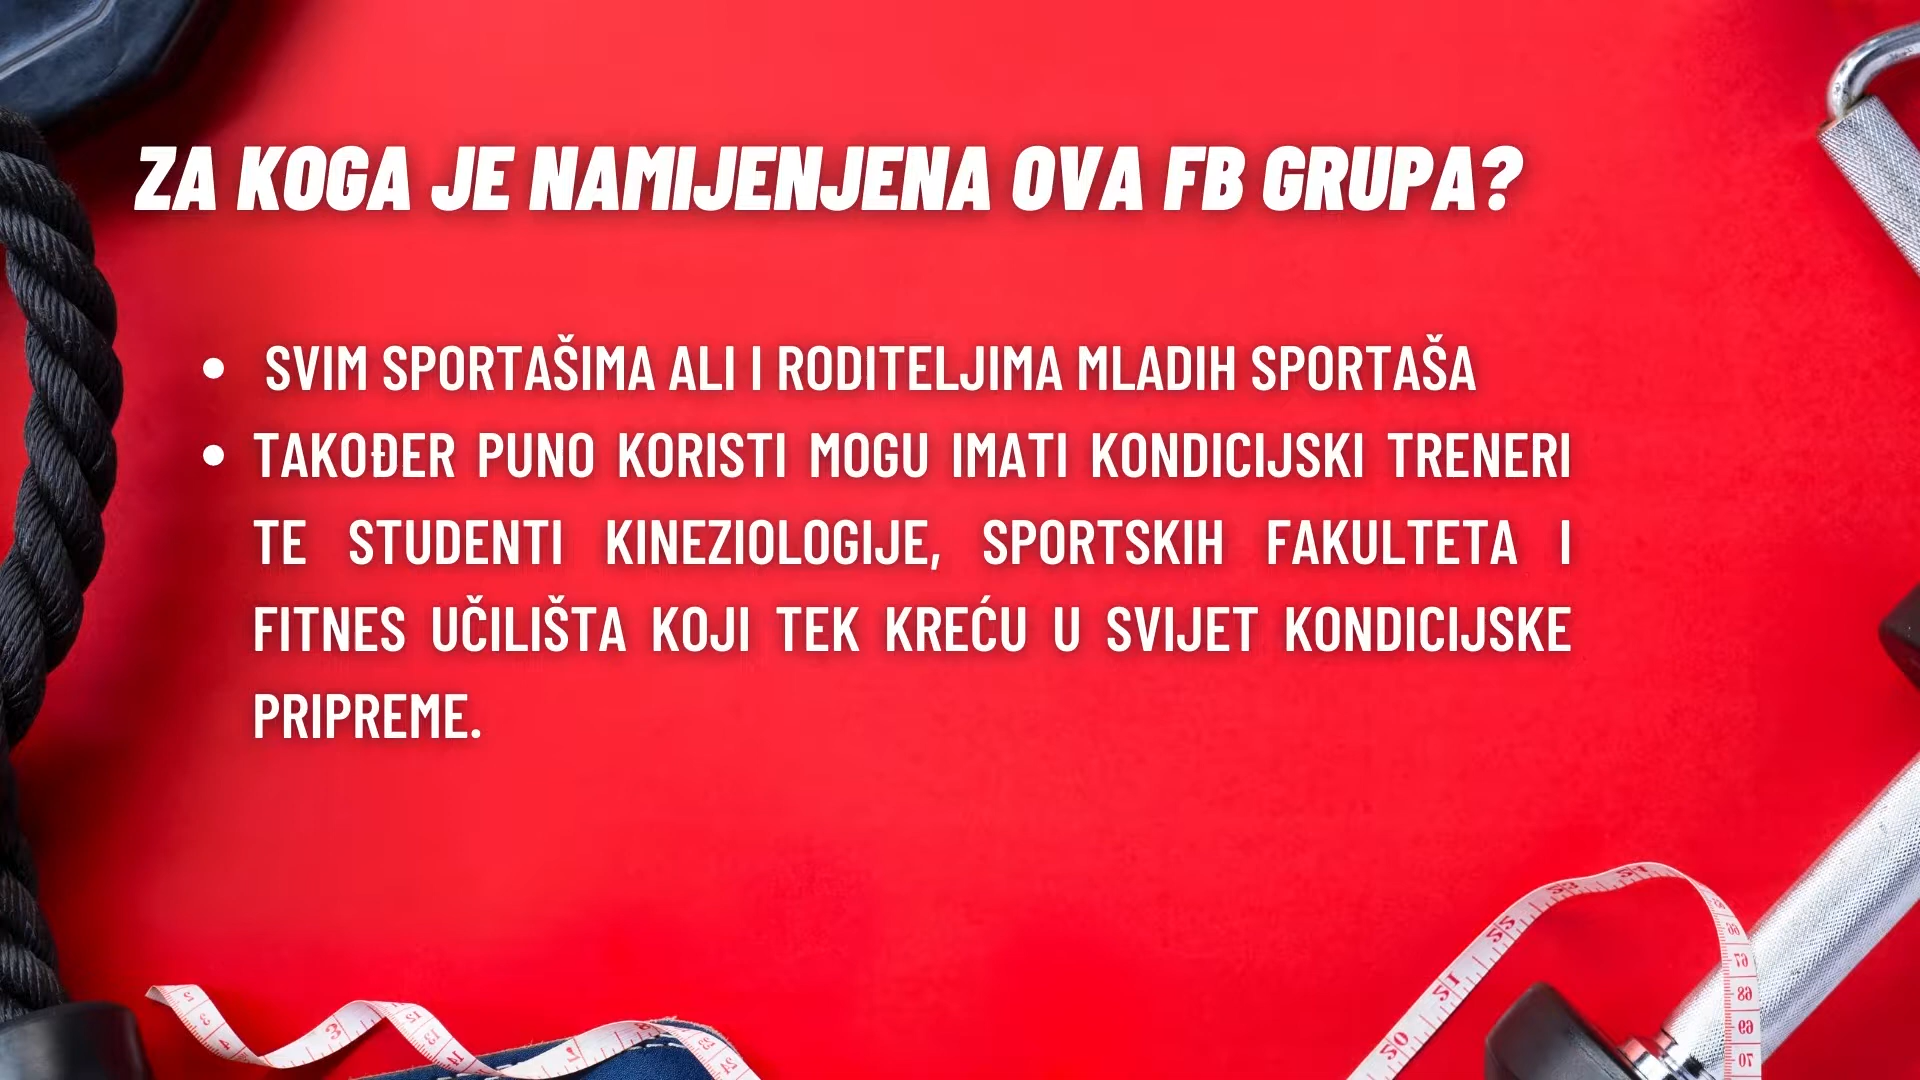 ZA KOGA JE NAMIJENJENA OVA FB GRUPA?
• SVIM SPORTAŠIMA ALI I RODITELJIMA MLADIH SPORTAŠA
• TAKOĐER PUNO KORISTI MOGU IMATI KONDICIJSKI TRENERI
TE STUDENTI KINEZIOLOGIJE, SPORTSKIH FAKULTETA I
FITNES UČILIŠTA KOJI TEK KREĆU U SVIJET KONDICIJSKE
PRIPREME.